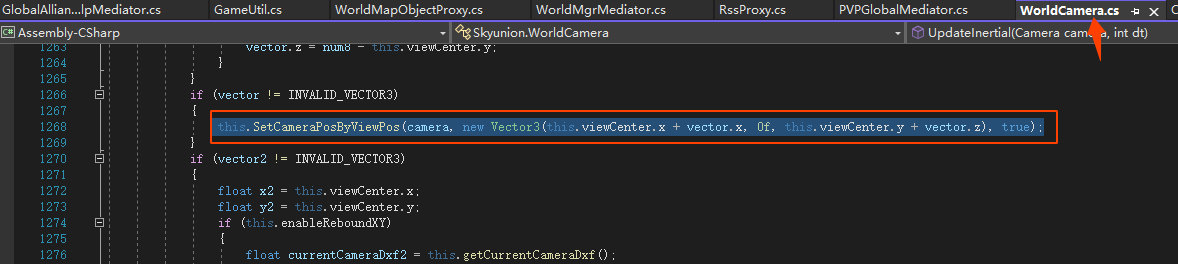 GlobalAllian...lpMediator.cs GameUtil.cs WorldMapObjectProxy.cs WorldMgrMediator.cs RssProxy.cs PVPGlobalMediator.cs WorldCamera.cs
Assembly-CSharp Skyunion.WorldCamera UpdateInertial(Camera camera, int dt)
1263 vector.z = num8 - this.viewCenter.y;
1264 }
1265 }
1266 if (vector != INVALID_VECTOR3)
1267 {
1268 this.SetCameraPosByViewPos(camera, new Vector3(this.viewCenter.x + vector.x, 0f, this.viewCenter.y + vector.z), true);
1269 }
1270 if (vector2 != INVALID_VECTOR3)
1271 {
1272 float x2 = this.viewCenter.x;
1273 float y2 = this.viewCenter.y;
1274 if (this.enableReboundXY)
1275 {
1276 float currentCameraDxf2 = this.getCurrentCameraDxf();